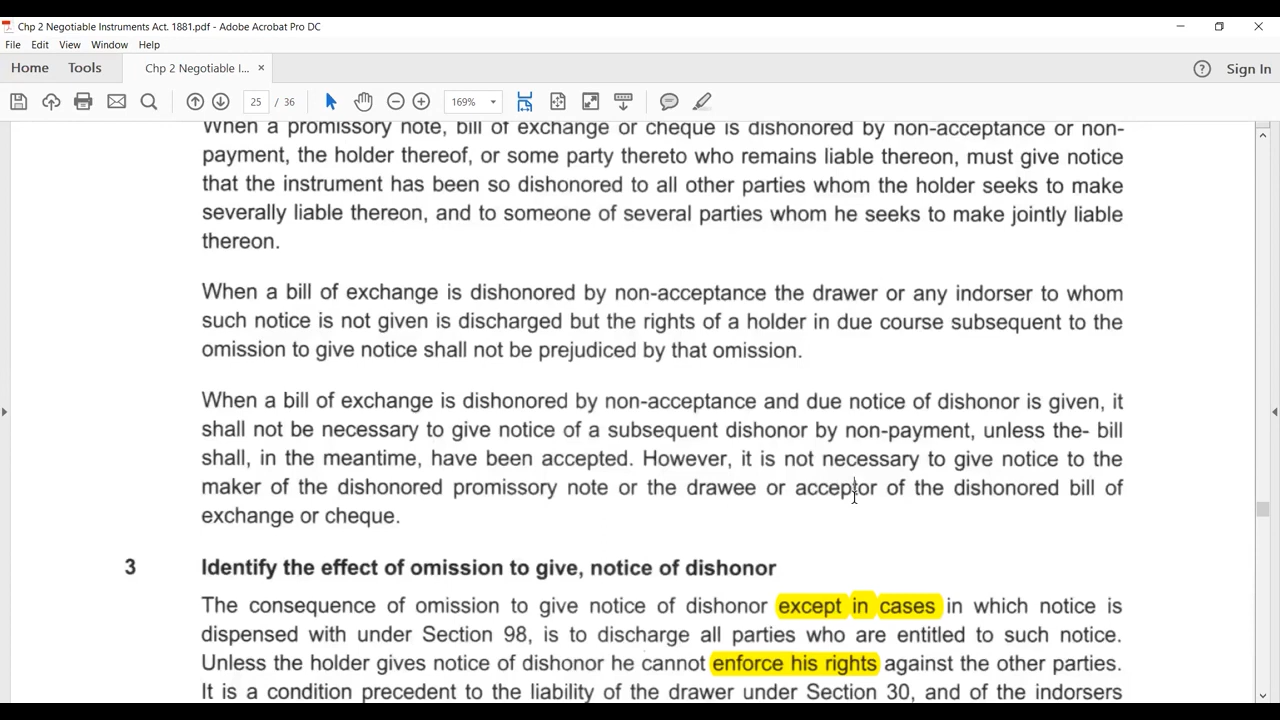 Chp 2 Negotiable Instruments Act. 1881.pdf - Adobe Acrobat Pro DC
File Edit View Window Help
Home Tools Chp 2 Negotiable I... × Sign In
25 / 36 169%
When a promissory note, bill of exchange or cheque is dishonored by non-acceptance or non-
payment, the holder thereof, or some party thereto who remains liable thereon, must give notice
that the instrument has been so dishonored to all other parties whom the holder seeks to make
severally liable thereon, and to someone of several parties whom he seeks to make jointly liable
thereon.
When a bill of exchange is dishonored by non-acceptance the drawer or any indorser to whom
such notice is not given is discharged but the rights of a holder in due course subsequent to the
omission to give notice shall not be prejudiced by that omission.
When a bill of exchange is dishonored by non-acceptance and due notice of dishonor is given, it
shall not be necessary to give notice of a subsequent dishonor by non-payment, unless the- bill
shall, in the meantime, have been accepted. However, it is not necessary to give notice to the
maker of the dishonored promissory note or the drawee or acceptor of the dishonored bill of
exchange or cheque.
3 Identify the effect of omission to give, notice of dishonor
The consequence of omission to give notice of dishonor except in cases in which notice is
dispensed with under Section 98, is to discharge all parties who are entitled to such notice.
Unless the holder gives notice of dishonor he cannot enforce his rights against the other parties.
It is a condition precedent to the liability of the drawer under Section 30, and of the indorsers